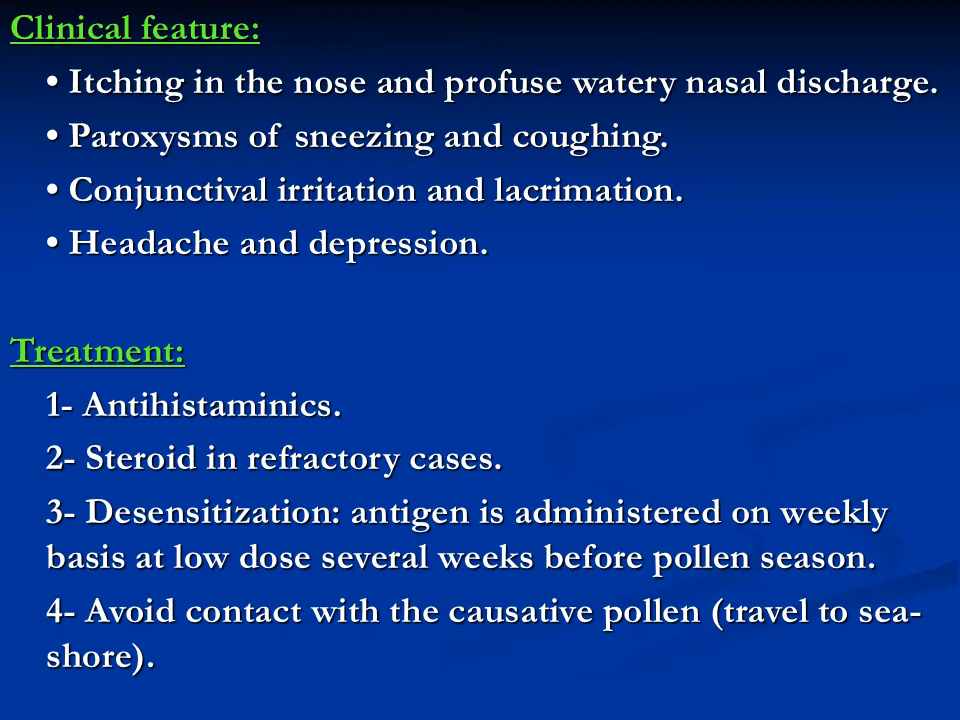 Clinical feature:
• Itching in the nose and profuse watery nasal discharge.
• Paroxysms of sneezing and coughing.
• Conjunctival irritation and lacrimation.
• Headache and depression.
Treatment:
1- Antihistaminics.
2- Steroid in refractory cases.
3- Desensitization: antigen is administered on weekly
basis at low dose several weeks before pollen season.
4- Avoid contact with the causative pollen (travel to sea-
shore).